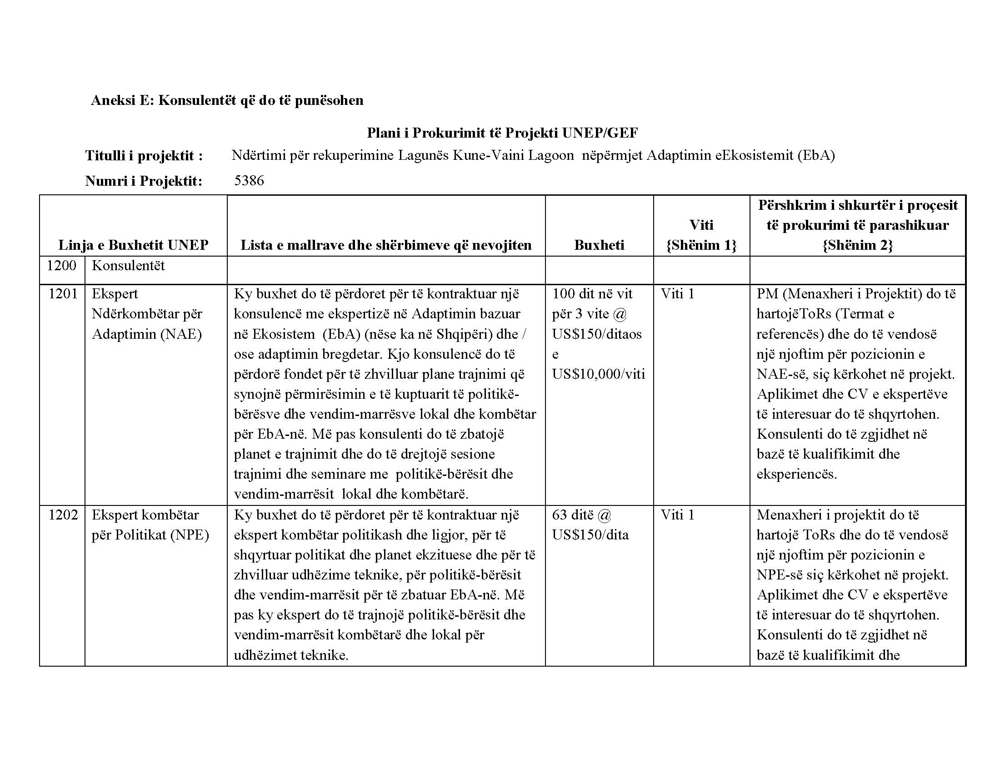 Aneksi E: Konsulentët që do të punësohen
Plani i Prokurimit të Projekti UNEP/GEF
Titulli i projektit : Ndërtimi për rekuperimine Lagunës Kune-Vaini Lagoon nëpërmjet Adaptimin eEkosistemit (EbA)
Numri i Projektit: 5386
Linja e Buxhetit UNEP
Lista e mallrave dhe shërbimeve që nevojiten
Buxheti
Viti
{Shënim 1}
Përshkrim i shkurtër i proçesit
të prokurimi të parashikuar
{Shënim 2}
1200
Konsulentët
1201
Ekspert
Ndërkombëtar për
Adaptimin (NAE)
Ky buxhet do të përdoret për të kontraktuar një
konsulencë me ekspertizë në Adaptimin bazuar
në Ekosistem (EbA) (nëse ka në Shqipëri) dhe /
ose adaptimin bregdetar. Kjo konsulencë do të
përdorë fondet për të zhvilluar plane trajnimi që
synojnë përmirësimin e të kuptuarit të politikë-
bërësve dhe vendim-marrësve lokal dhe kombëtar
për EbA-në. Më pas konsulenti do të zbatojë
planet e trajnimit dhe do të drejtojë sesione
trajnimi dhe seminare me politikë-bërësit dhe
vendim-marrësit lokal dhe kombëtarë.
100 dit në vit
për 3 vite @
US$150/ditaos
e
US$10,000/viti
Viti 1
PM (Menaxheri i Projektit) do të
hartojëToRs (Termat e
referencës) dhe do të vendosë
një njoftim për pozicionin e
NAE-së, siç kërkohet në projekt.
Aplikimet dhe CV e ekspertëve
të interesuar do të shqyrtohen.
Konsulenti do të zgjidhet në
bazë të kualifikimit dhe
eksperiencës.
1202
Ekspert kombëtar
për Politikat (NPE)
Ky buxhet do të përdoret për të kontraktuar një
ekspert kombëtar politikash dhe ligjor, për të
shqyrtuar politikat dhe planet ekzituese dhe për të
zhvilluar udhëzime teknike, për politikë-bërësit
dhe vendim-marrësit për të zbatuar EbA-në. Më
pas ky ekspert do të trajnojë politikë-bërësit dhe
vendim-marrësit kombëtarë dhe lokal për
udhëzimet teknike.
63 ditë @
US$150/dita
Viti 1
Menaxheri i projektit do të
hartojë ToRs dhe do të vendosë
një njoftim për pozicionin e
NPE-së siç kërkohet në projekt.
Aplikimet dhe CV e ekspertëve
të interesuar do të shqyrtohen.
Konsulenti do të zgjidhet në
bazë të kualifikimit dhe